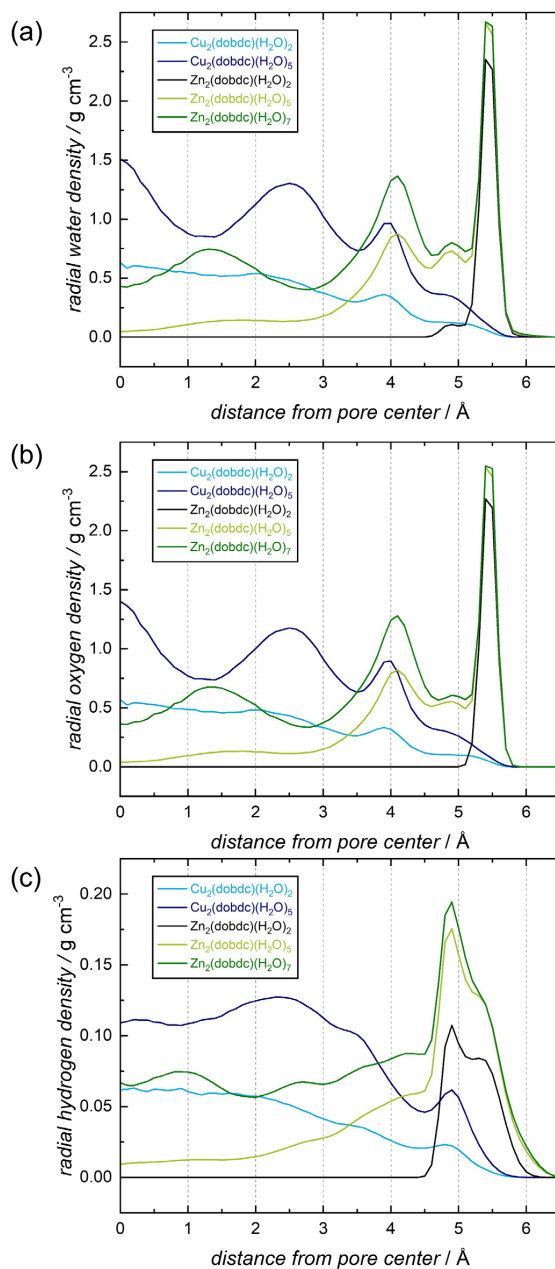 (a)
2.5
2.0
1.5
1.0
0.5
0.0
radial water density / g cm⁻³
Cu₂(dobdc)(H₂O)₂
Cu₂(dobdc)(H₂O)₅
Zn₂(dobdc)(H₂O)₂
Zn₂(dobdc)(H₂O)₅
Zn₂(dobdc)(H₂O)₇
0 1 2 3 4 5 6
distance from pore center / Å
(b)
2.5
2.0
1.5
1.0
0.5
0.0
radial oxygen density / g cm⁻³
Cu₂(dobdc)(H₂O)₂
Cu₂(dobdc)(H₂O)₅
Zn₂(dobdc)(H₂O)₂
Zn₂(dobdc)(H₂O)₅
Zn₂(dobdc)(H₂O)₇
0 1 2 3 4 5 6
distance from pore center / Å
(c)
0.20
0.15
0.10
0.05
0.00
radial hydrogen density / g cm⁻³
Cu₂(dobdc)(H₂O)₂
Cu₂(dobdc)(H₂O)₅
Zn₂(dobdc)(H₂O)₂
Zn₂(dobdc)(H₂O)₅
Zn₂(dobdc)(H₂O)₇
0 1 2 3 4 5 6
distance from pore center / Å